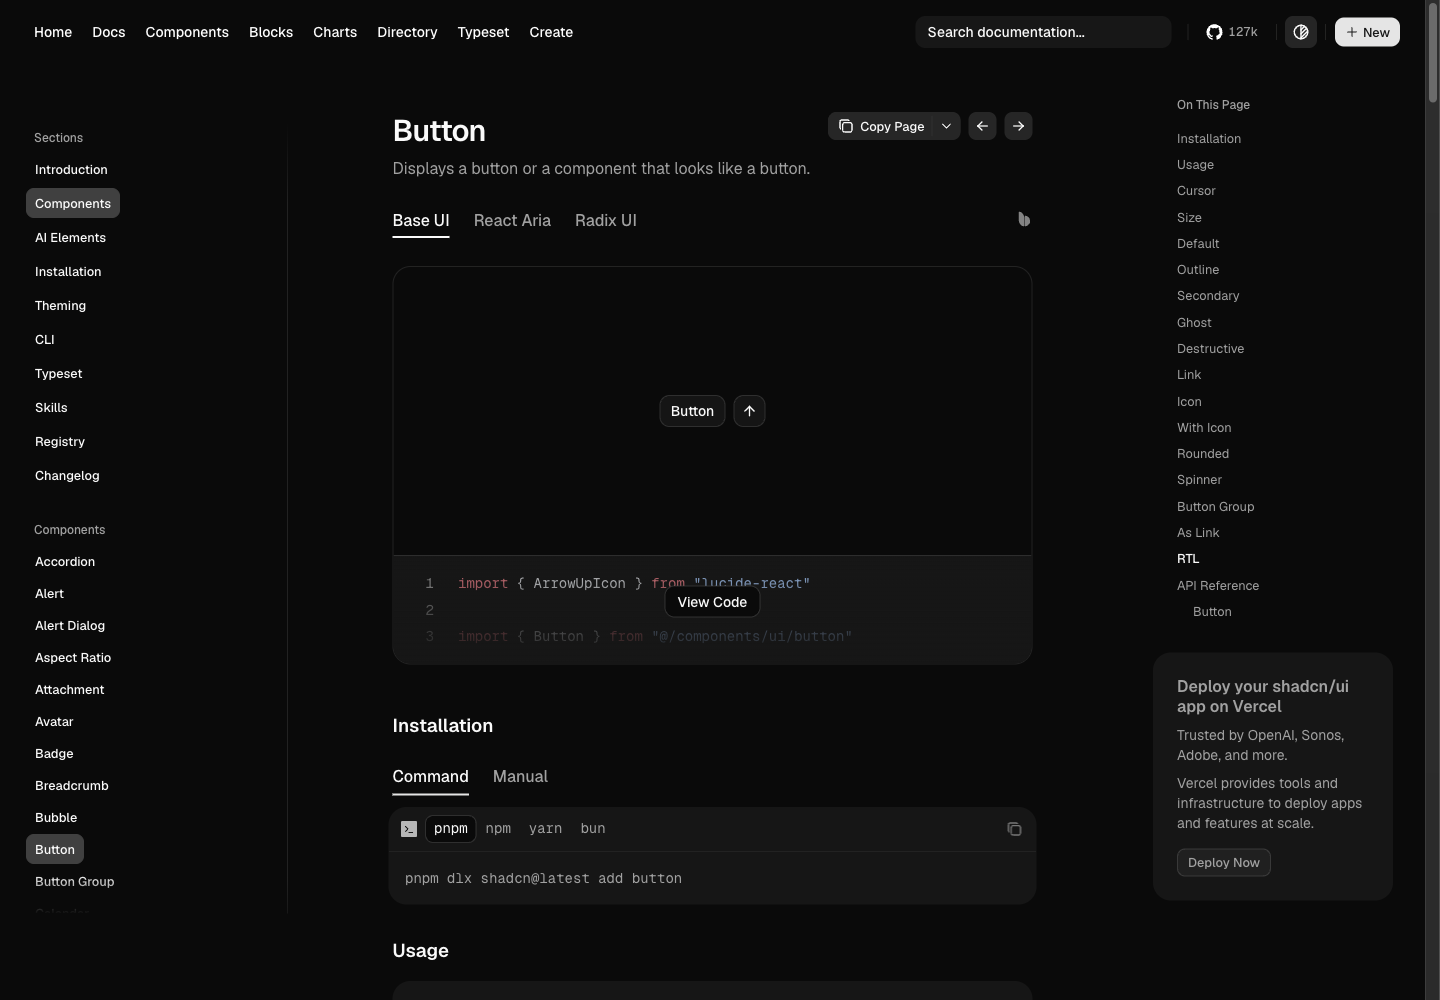 Home Docs Components Blocks Charts Directory Typeset Create
Search documentation...
127k
New
Sections
Introduction
Components
AI Elements
Installation
Theming
CLI
Typeset
Skills
Registry
Changelog
Components
Accordion
Alert
Alert Dialog
Aspect Ratio
Attachment
Avatar
Badge
Breadcrumb
Bubble
Button
Button Group
Calendar
Button
Copy Page
Displays a button or a component that looks like a button.
Base UI React Aria Radix UI
Button
1 import { ArrowUpIcon } from "lucide-react"
View Code
2
3 import { Button } from "@/components/ui/button"
Installation
Command Manual
pnpm npm yarn bun
pnpm dlx shadcn@latest add button
Usage
On This Page
Installation
Usage
Cursor
Size
Default
Outline
Secondary
Ghost
Destructive
Link
Icon
With Icon
Rounded
Spinner
Button Group
As Link
RTL
API Reference
Button
Deploy your shadcn/ui
app on Vercel
Trusted by OpenAI, Sonos,
Adobe, and more.
Vercel provides tools and
infrastructure to deploy apps
and features at scale.
Deploy Now